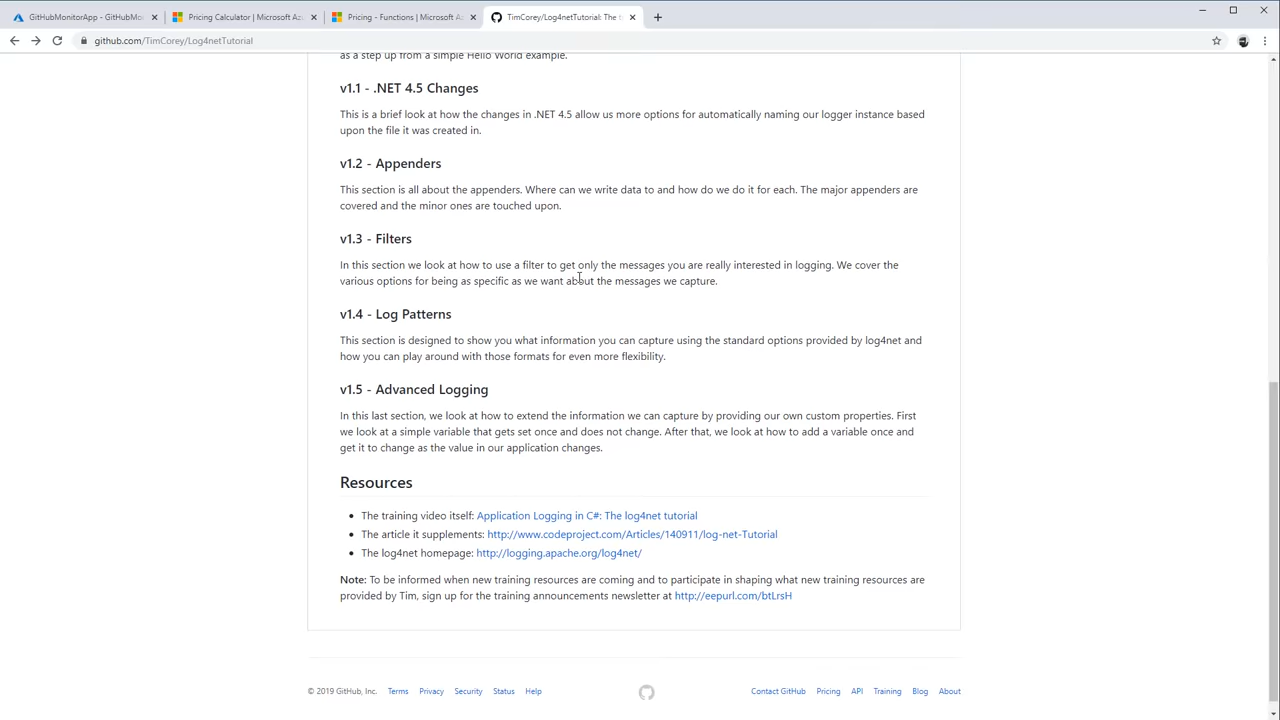 GitHubMonitorApp - GitHubMo
Pricing Calculator | Microsoft Azu
Pricing - Functions | Microsoft Az
TimCorey/Log4netTutorial: The t
github.com/TimCorey/Log4netTutorial
as a step up from a simple Hello World example.
v1.1 - .NET 4.5 Changes
This is a brief look at how the changes in .NET 4.5 allow us more options for automatically naming our logger instance based
upon the file it was created in.
v1.2 - Appenders
This section is all about the appenders. Where can we write data to and how do we do it for each. The major appenders are
covered and the minor ones are touched upon.
v1.3 - Filters
In this section we look at how to use a filter to get only the messages you are really interested in logging. We cover the
various options for being as specific as we want about the messages we capture.
v1.4 - Log Patterns
This section is designed to show you what information you can capture using the standard options provided by log4net and
how you can play around with those formats for even more flexibility.
v1.5 - Advanced Logging
In this last section, we look at how to extend the information we can capture by providing our own custom properties. First
we look at a simple variable that gets set once and does not change. After that, we look at how to add a variable once and
get it to change as the value in our application changes.
Resources
• The training video itself: Application Logging in C#: The log4net tutorial
• The article it supplements: http://www.codeproject.com/Articles/140911/log-net-Tutorial
• The log4net homepage: http://logging.apache.org/log4net/
Note: To be informed when new training resources are coming and to participate in shaping what new training resources are
provided by Tim, sign up for the training announcements newsletter at http://eepurl.com/btLrsH
© 2019 GitHub, Inc. Terms Privacy Security Status Help Contact GitHub Pricing API Training Blog About